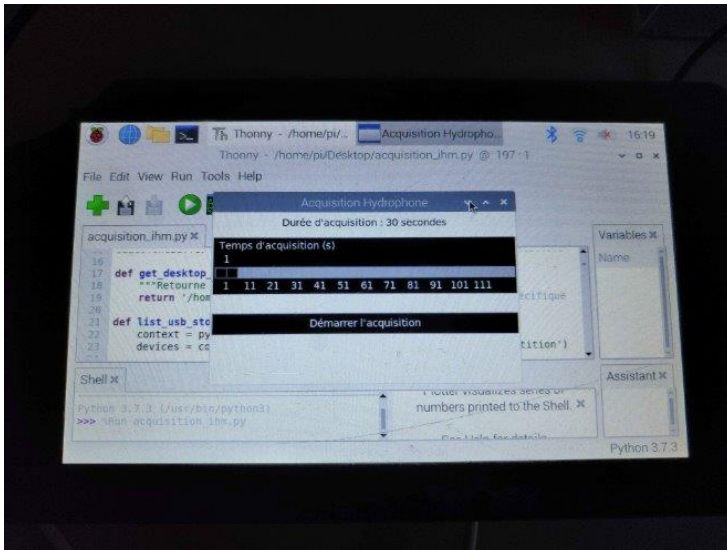 Thonny - /home/pi/... Acquisition Hydropho... 16:19
Thonny - /home/pi/Desktop/acquisition_ihm.py @ 197 : 1
File Edit View Run Tools Help
Acquisition Hydrophone
Durée d'acquisition : 30 secondes
acquisition_ihm.py ×
Temps d'acquisition (s)
1
1 11 21 31 41 51 61 71 81 91 101 111
Démarrer l'acquisition
16
17 def get_desktop_
18 """Retourne
19 return '/hom
20
21 def list_usb_sto
22 context = py
23 devices = co
tition')
Variables ×
Name
Shell ×
Python 3.7.3 (/usr/bin/python3)
>>> %Run acquisition_ihm.py
Plotter visualizes series of
numbers printed to the Shell. ×
See Help for details
Assistant ×
Python 3.7.3